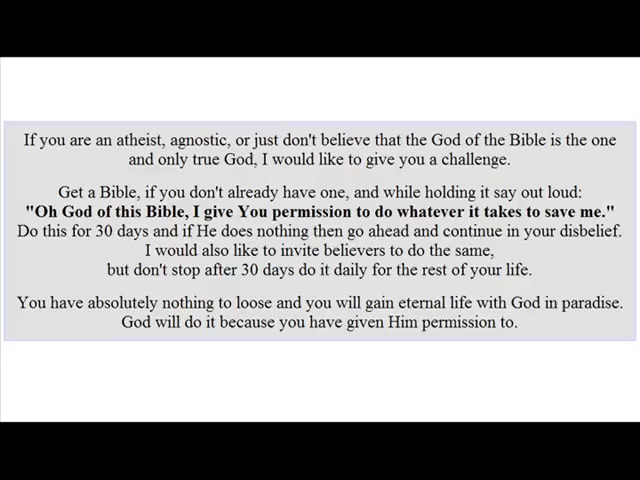 If you are an atheist, agnostic, or just don't believe that the God of the Bible is the one
and only true God, I would like to give you a challenge.
Get a Bible, if you don't already have one, and while holding it say out loud:
"Oh God of this Bible, I give You permission to do whatever it takes to save me."
Do this for 30 days and if He does nothing then go ahead and continue in your disbelief.
I would also like to invite believers to do the same,
but don't stop after 30 days do it daily for the rest of your life.
You have absolutely nothing to loose and you will gain eternal life with God in paradise.
God will do it because you have given Him permission to.